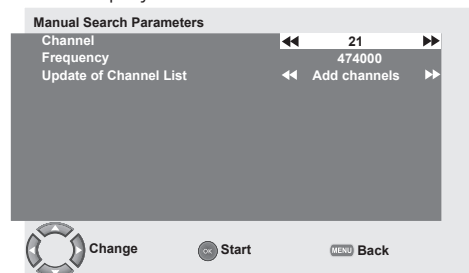 Manual Search Parameters
Channel 21
Frequency 474000
Update of Channel List Add channels
Change OK Start MENU Back